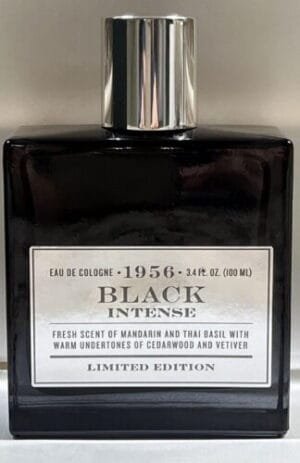 EAU DE COLOGNE • 1956 • 3.4 fl. OZ. (100 ML)
BLACK
INTENSE
FRESH SCENT OF MANDARIN AND THAI BASIL WITH
WARM UNDERTONES OF CEDARWOOD AND VETIVER
LIMITED EDITION